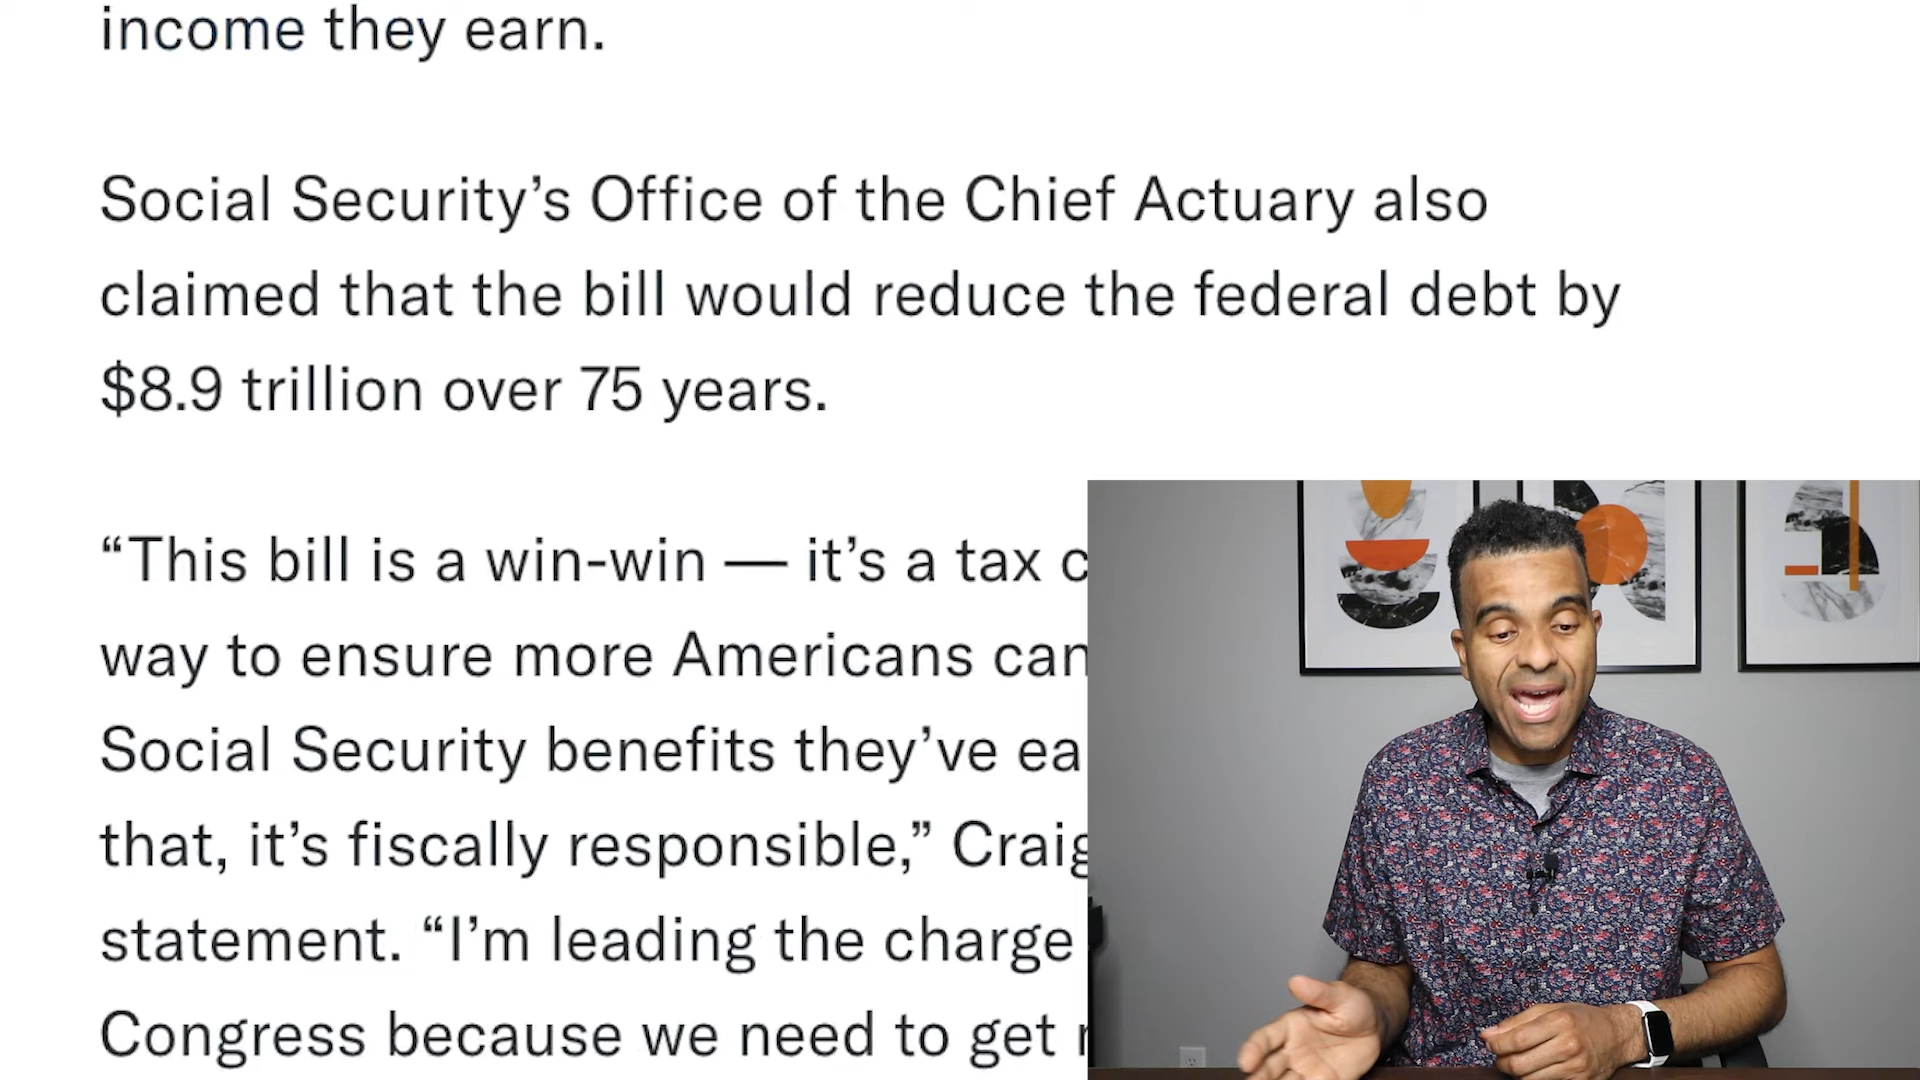 income they earn.
Social Security’s Office of the Chief Actuary also
claimed that the bill would reduce the federal debt by
$8.9 trillion over 75 years.
“This bill is a win-win — it’s a tax c
way to ensure more Americans can
Social Security benefits they’ve ea
that, it’s fiscally responsible,” Craig
statement. “I’m leading the charge
Congress because we need to get